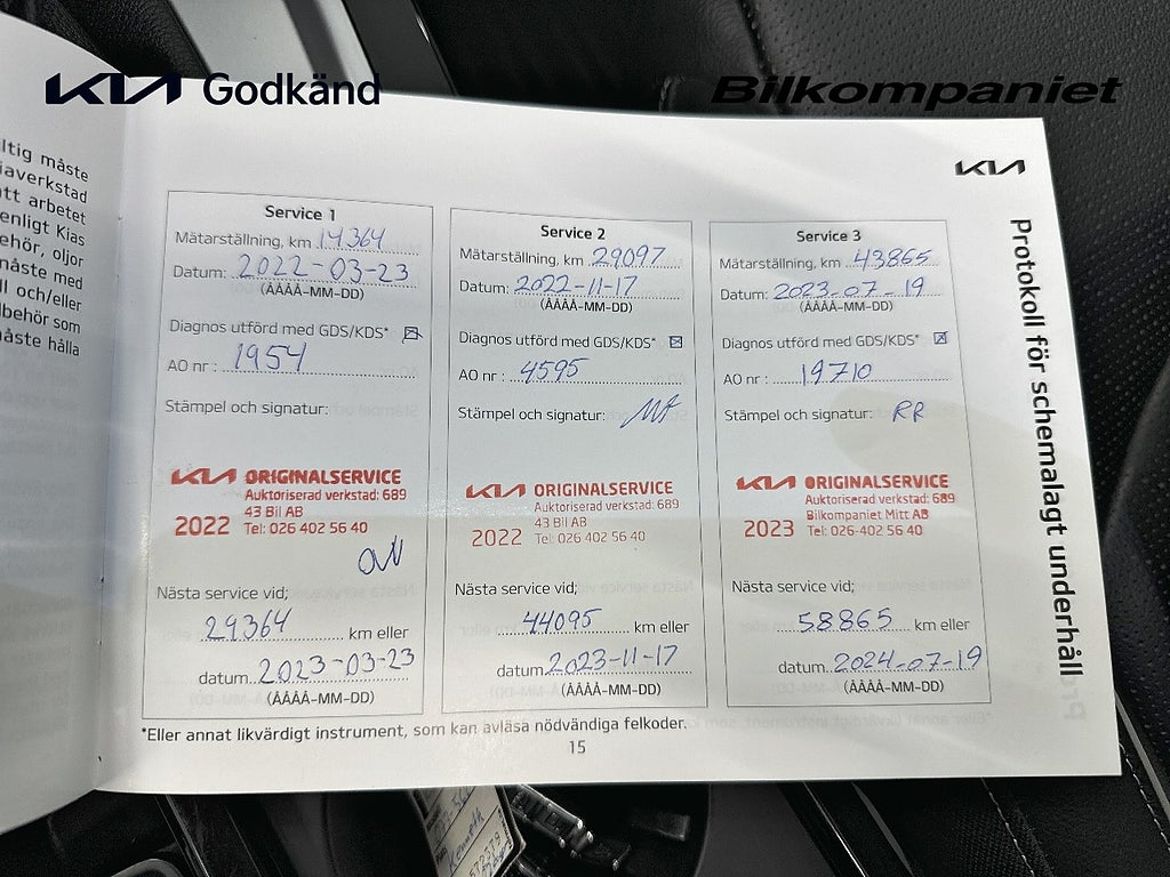 KIA Godkänd
Bilkompaniet
ltig måste
iaverkstad
att arbetet
enligt Kias
ehör, oljor
måste med
ll och/eller
lbehör som
åste hålla
KIA
Protokoll för schemalagt underhåll
Service 1
Mätarställning, km 14364
Datum: 2022-03-23
(ÅÅÅÅ-MM-DD)
Diagnos utförd med GDS/KDS*
AO nr : 1954
Stämpel och signatur:
KIA ORIGINALSERVICE
Auktoriserad verkstad: 689
43 Bil AB
2022 Tel: 026 402 56 40
Nästa service vid;
29364 km eller
datum 2023-03-23
(ÅÅÅÅ-MM-DD)
Service 2
Mätarställning, km 29097
Datum: 2022-11-17
(ÅÅÅÅ-MM-DD)
Diagnos utförd med GDS/KDS*
AO nr : 4595
Stämpel och signatur:
KIA ORIGINALSERVICE
Auktoriserad verkstad: 689
43 Bil AB
2022 Tel: 026 402 56 40
Nästa service vid;
44095 km eller
datum 2023-11-17
(ÅÅÅÅ-MM-DD)
Service 3
Mätarställning, km 43865
Datum: 2023-07-19
(ÅÅÅÅ-MM-DD)
Diagnos utförd med GDS/KDS*
AO nr : 19710
Stämpel och signatur: RR
KIA ORIGINALSERVICE
Auktoriserad verkstad: 689
Bilkompaniet Mitt AB
2023 Tel: 026-402 56 40
Nästa service vid;
58865 km eller
datum 2024-07-19
(ÅÅÅÅ-MM-DD)
*Eller annat likvärdigt instrument, som kan avläsa nödvändiga felkoder.
15
Kenneth